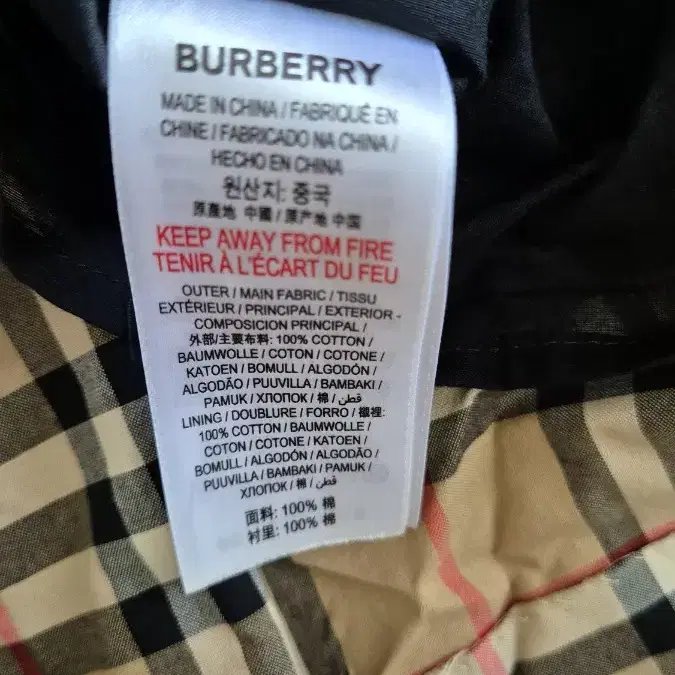 BURBERRY
MADE IN CHINA / FABRIQUÉ EN
CHINE / FABRICADO NA CHINA /
HECHO EN CHINA
원산지: 중국
原產地 中國 / 原产地 中国
KEEP AWAY FROM FIRE
TENIR À L'ÉCART DU FEU
OUTER / MAIN FABRIC / TISSU
EXTÉRIEUR / PRINCIPAL / EXTERIOR -
COMPOSICION PRINCIPAL /
外部/主要布料: 100% COTTON /
BAUMWOLLE / COTON / COTONE /
KATOEN / BOMULL / ALGODÓN /
ALGODÃO / PUUVILLA / BAMBAKI /
PAMUK / ХЛОПОК / 棉 / قطن /
LINING / DOUBLURE / FORRO / 襯裡:
100% COTTON / BAUMWOLLE /
COTON / COTONE / KATOEN /
BOMULL / ALGODÓN / ALGODÃO /
PUUVILLA / BAMBAKI / PAMUK /
ХЛОПОК / 棉 / قطن /
面料: 100% 棉
衬里: 100% 棉